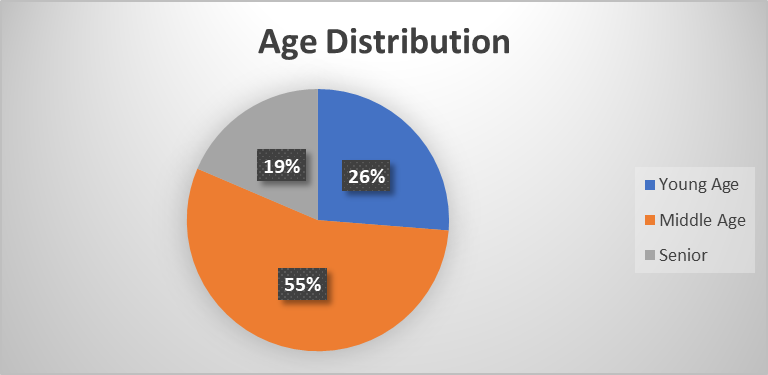 Age Distribution
19%
26%
55%
Young Age
Middle Age
Senior